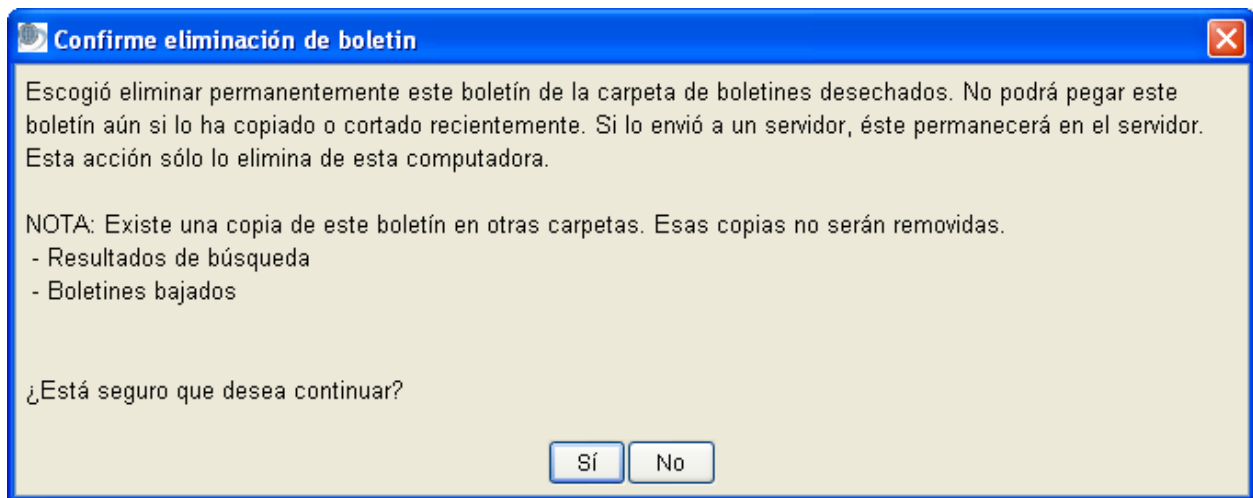 Confirme eliminación de boletin
Escogió eliminar permanentemente este boletín de la carpeta de boletines desechados. No podrá pegar este
boletín aún si lo ha copiado o cortado recientemente. Si lo envió a un servidor, éste permanecerá en el servidor.
Esta acción sólo lo elimina de esta computadora.
NOTA: Existe una copia de este boletín en otras carpetas. Esas copias no serán removidas.
- Resultados de búsqueda
- Boletines bajados
¿Está seguro que desea continuar?
Sí No